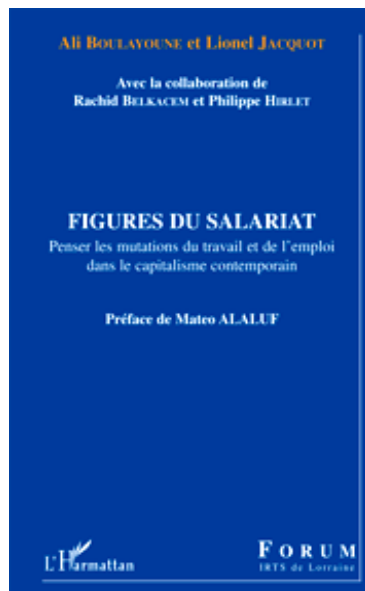 Ali BOULAYOUNE et Lionel JACQUOT
Avec la collaboration de
Rachid BELKACEM et Philippe HIRLET
FIGURES DU SALARIAT
Penser les mutations du travail et de l'emploi
dans le capitalisme contemporain
Préface de Mateo ALALUF
L'Harmattan
FORUM
IRTS de Lorraine